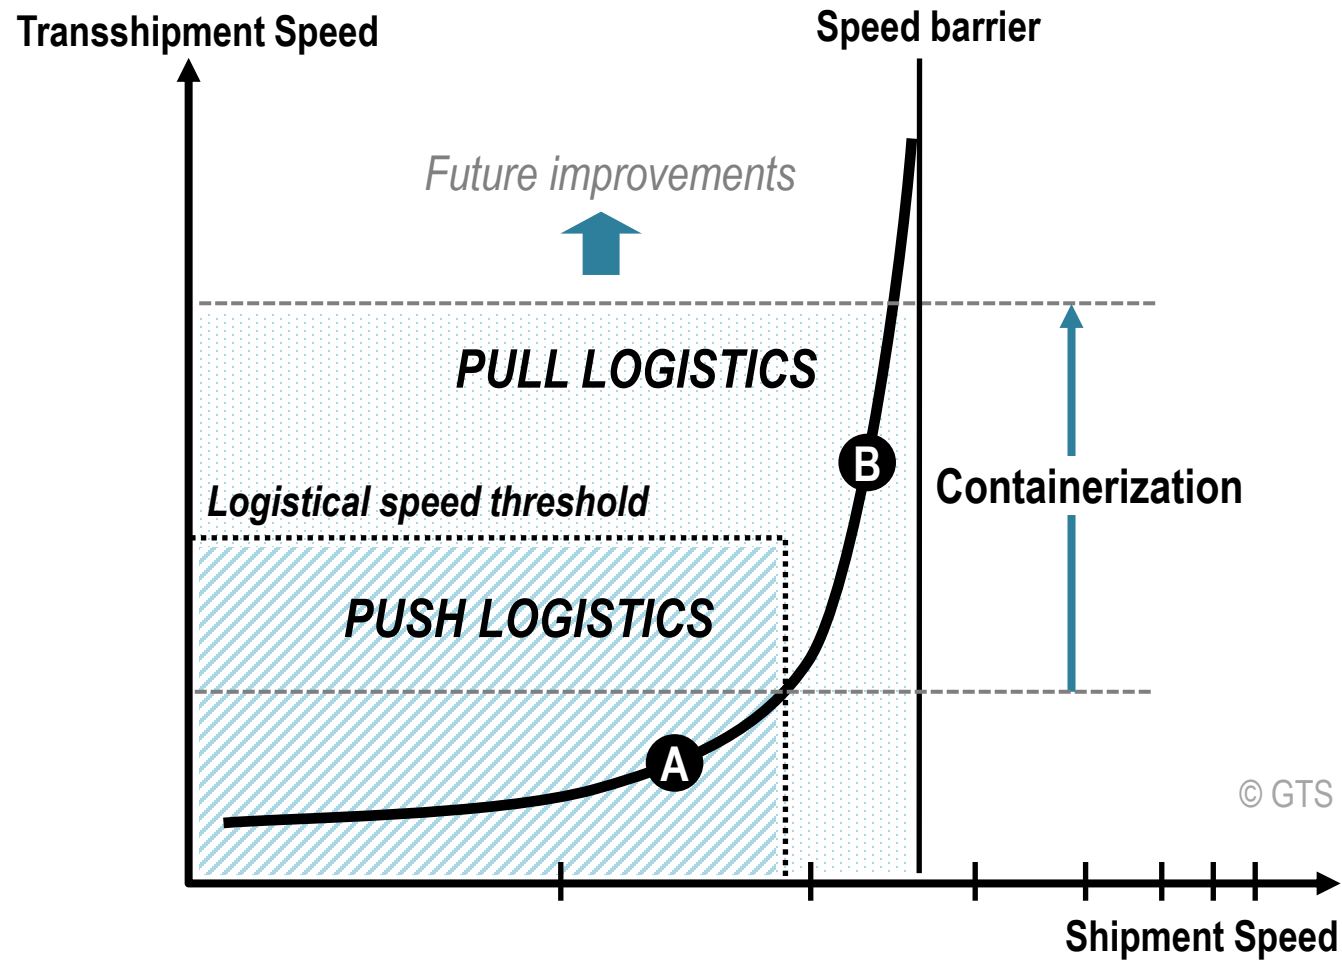 Transshipment Speed
Speed barrier
Future improvements
PULL LOGISTICS
B
Containerization
Logistical speed threshold
PUSH LOGISTICS
A
© GTS
Shipment Speed